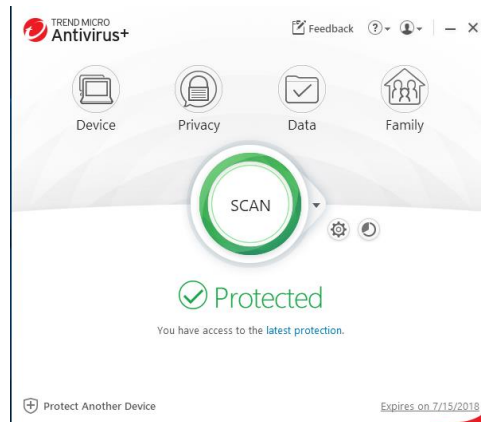 TREND MICRO
Antivirus+
Feedback
?
Device
Privacy
Data
Family
SCAN
Protected
You have access to the latest protection.
Protect Another Device
Expires on 7/15/2018